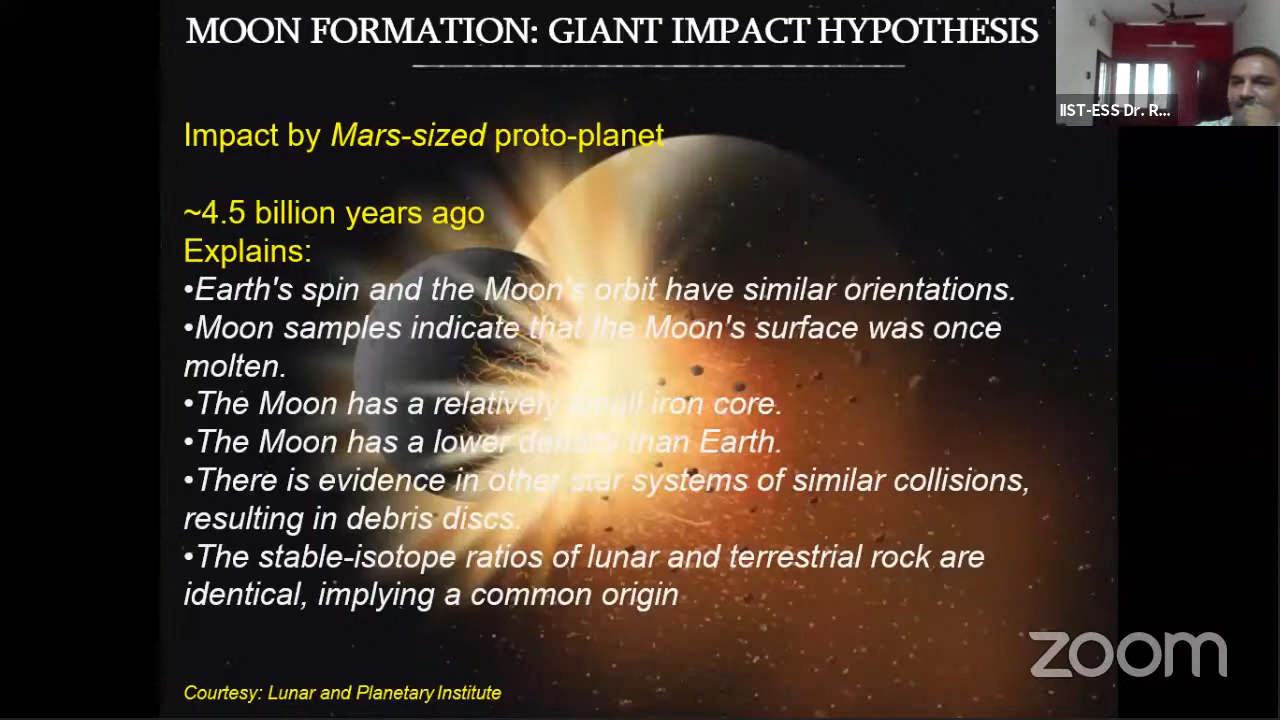 MOON FORMATION: GIANT IMPACT HYPOTHESIS
IIST-ESS Dr. R...
Impact by Mars-sized proto-planet
~4.5 billion years ago
Explains:
•Earth's spin and the Moon's orbit have similar orientations.
•Moon samples indicate that the Moon's surface was once
molten.
•The Moon has a relatively small iron core.
•The Moon has a lower density than Earth.
•There is evidence in other star systems of similar collisions,
resulting in debris discs.
•The stable-isotope ratios of lunar and terrestrial rock are
identical, implying a common origin
zoom
Courtesy: Lunar and Planetary Institute